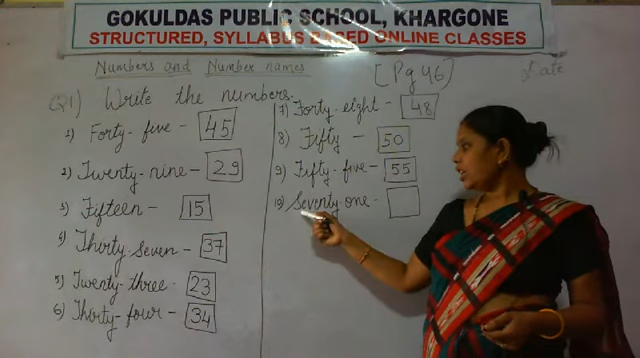 GOKULDAS PUBLIC SCHOOL, KHARGONE
STRUCTURED, SYLLABUS BASED ONLINE CLASSES
Numbers and Number names
[Pg 46)
Date
Q1) Write the numbers.
1) Forty-five - 45
2) Twenty-nine - 29
3) Fifteen - 15
4) Thirty-seven - 37
5) Twenty-three - 23
6) Thirty-four - 34
7) Forty-eight - 48
8) Fifty - 50
9) Fifty-five - 55
10) Seventy-one -